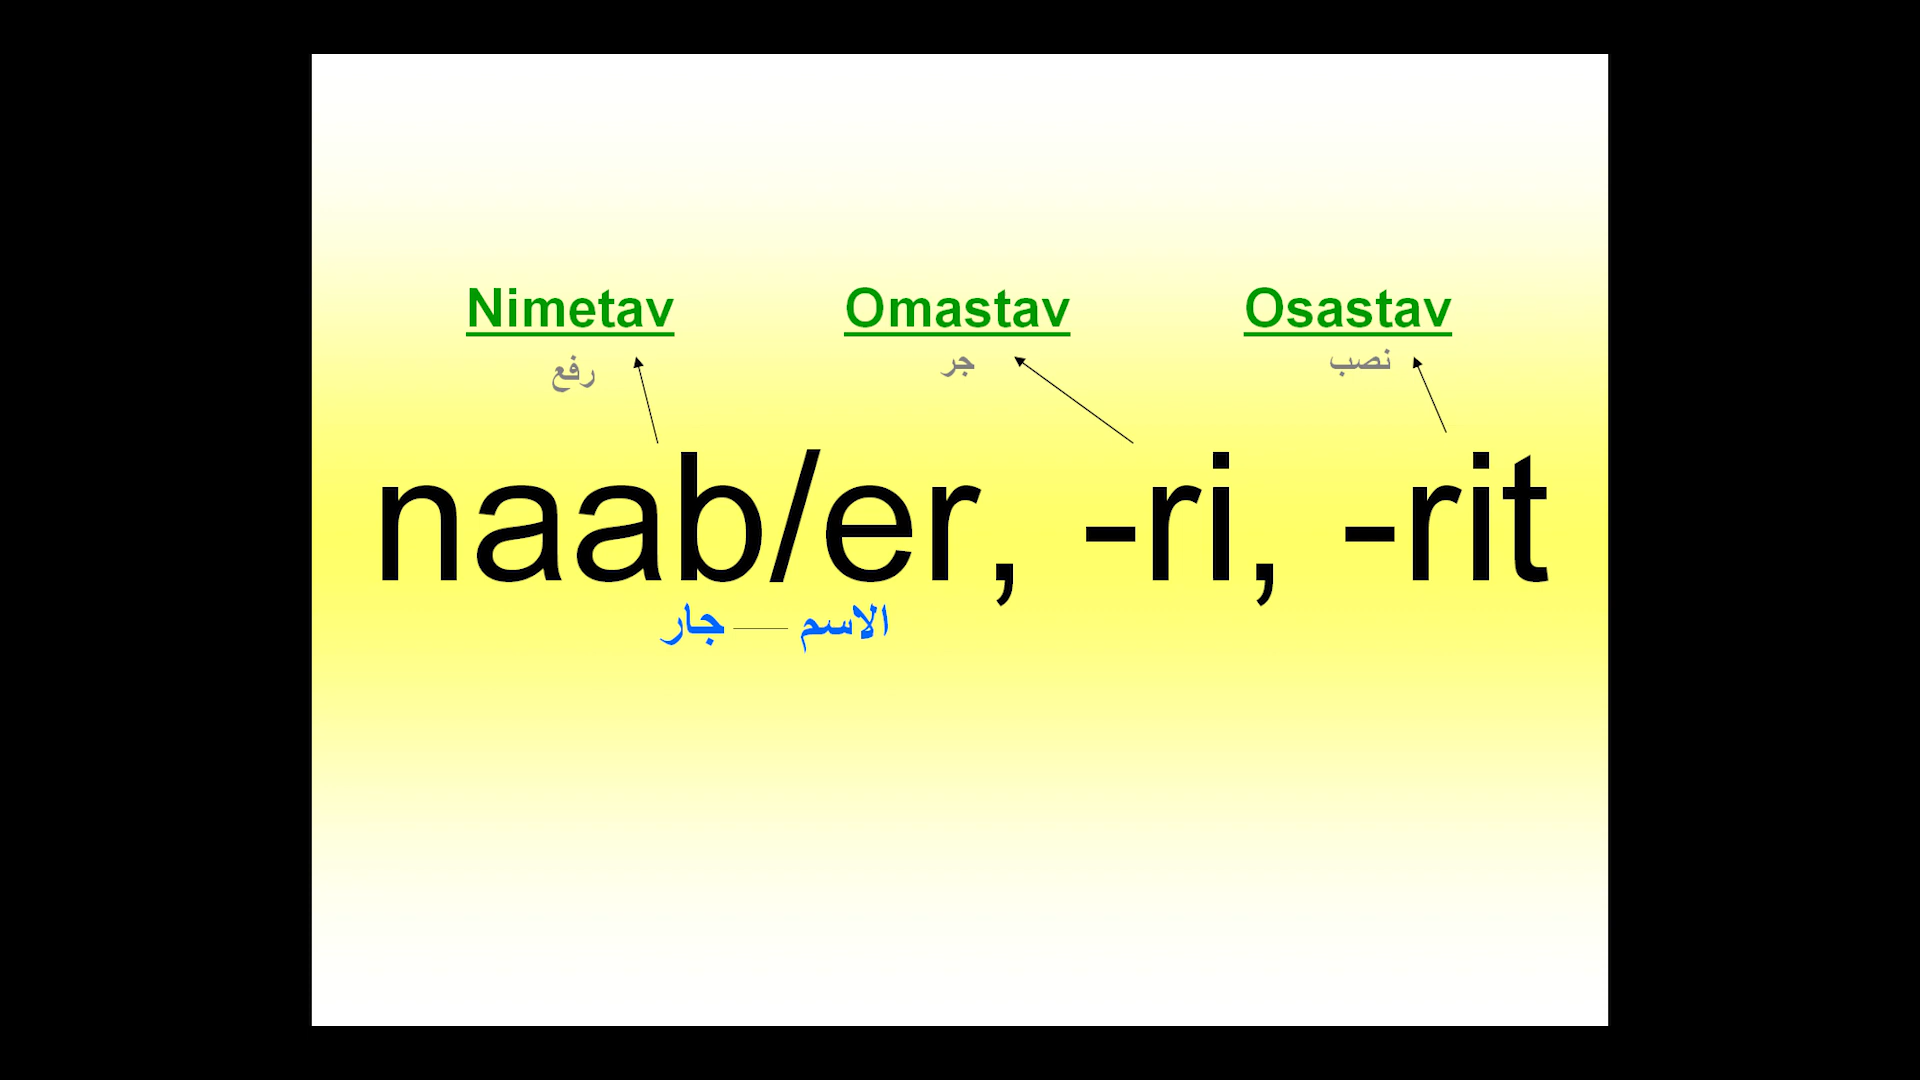 Nimetav Omastav Osastav
رفع جر نصب
naab/er, -ri, -rit
الاسم —— جار